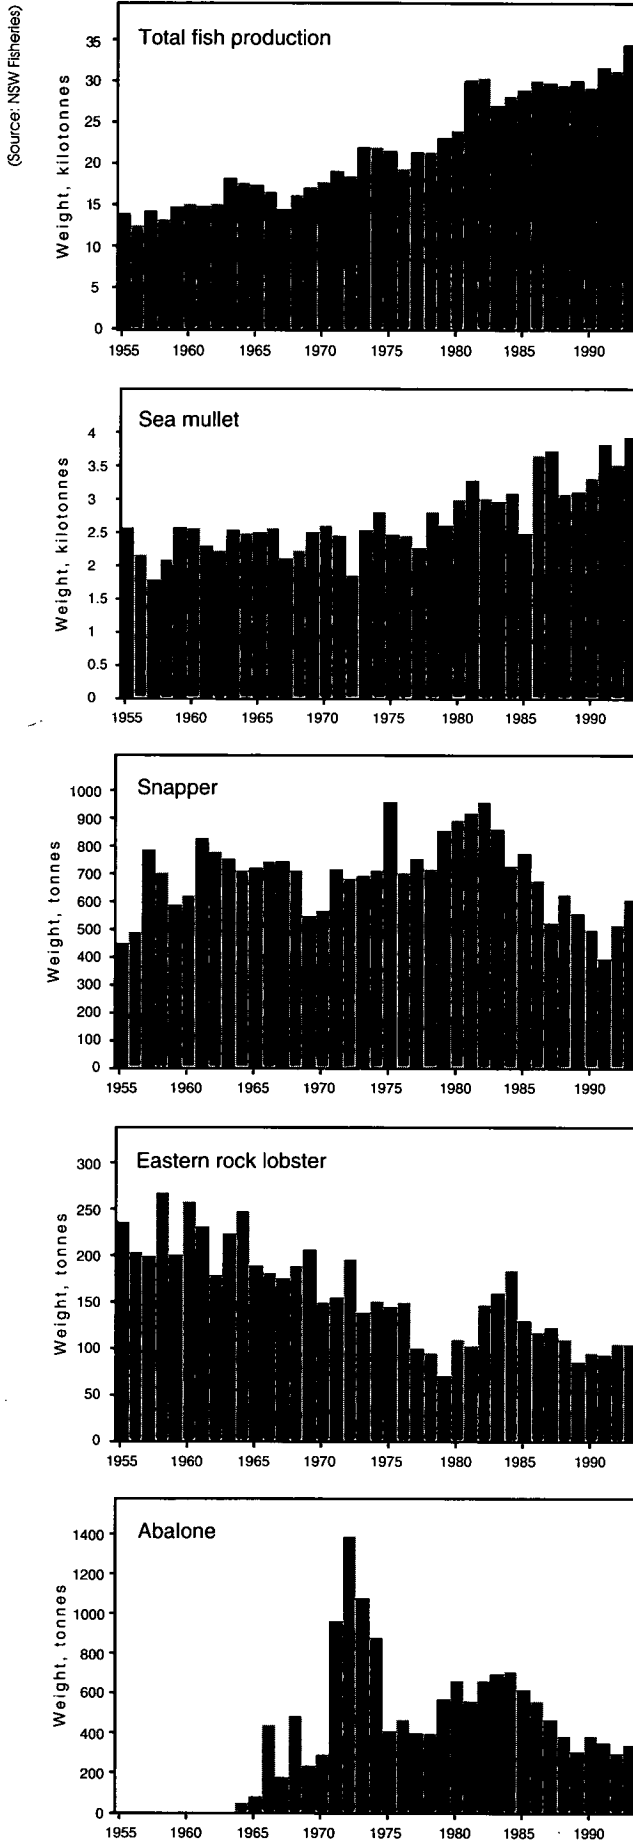 (Source: NSW Fisheries)
Total fish production
Weight, kilotonnes
35
30
25
20
15
10
5
0
1955 1960 1965 1970 1975 1980 1985 1990
Sea mullet
Weight, kilotonnes
4
3.5
3
2.5
2
1.5
1
0.5
0
1955 1960 1965 1970 1975 1980 1985 1990
Snapper
Weight, tonnes
1000
900
800
700
600
500
400
300
200
100
0
1955 1960 1965 1970 1975 1980 1985 1990
Eastern rock lobster
Weight, tonnes
300
250
200
150
100
50
0
1955 1960 1965 1970 1975 1980 1985 1990
Abalone
Weight, tonnes
1400
1200
1000
800
600
400
200
0
1955 1960 1965 1970 1975 1980 1985 1990